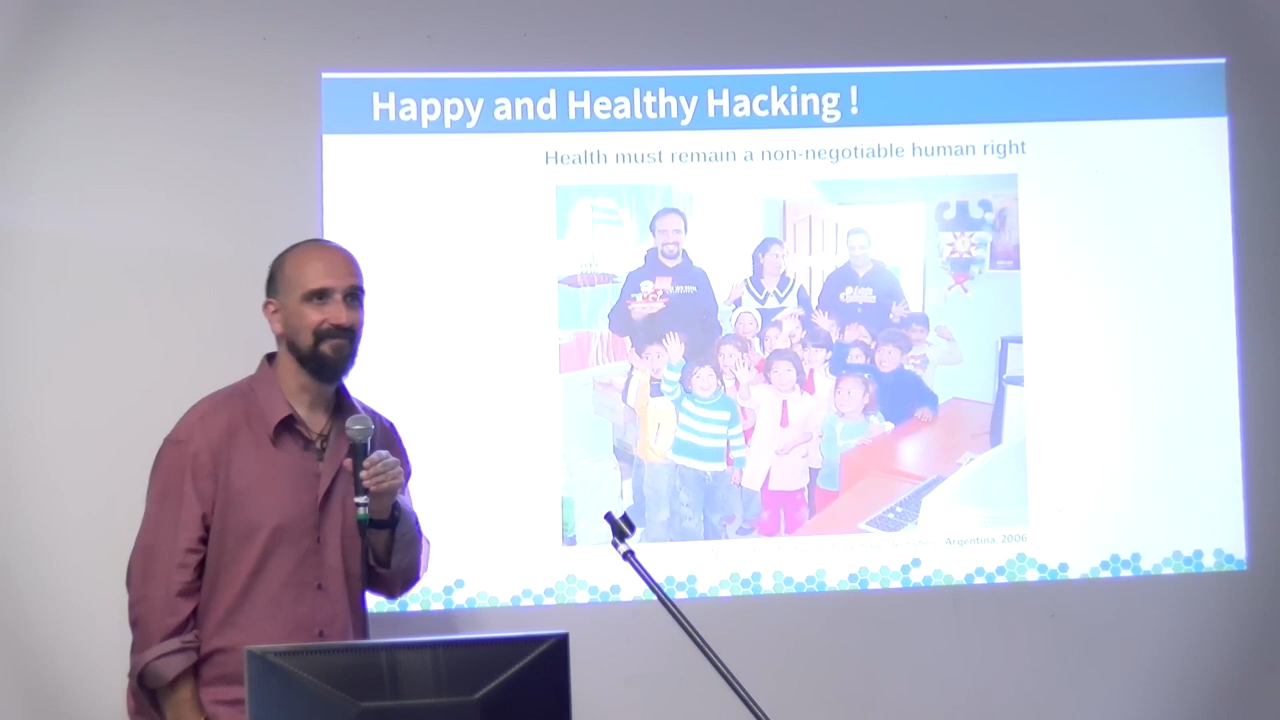 Happy and Healthy Hacking !
Health must remain a non-negotiable human right
Argentina, 2006